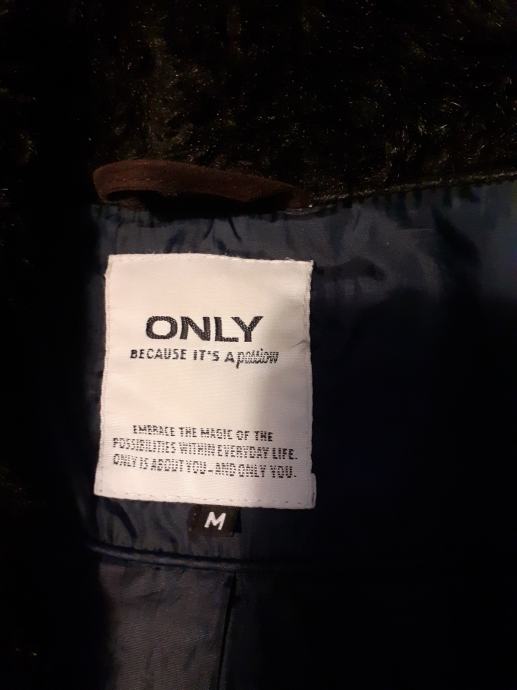 ONLY
BECAUSE IT'S A passion
EMBRACE THE MAGIC OF THE
POSSIBILITIES WITHIN EVERYDAY LIFE.
ONLY IS ABOUT YOU - AND ONLY YOU.
M